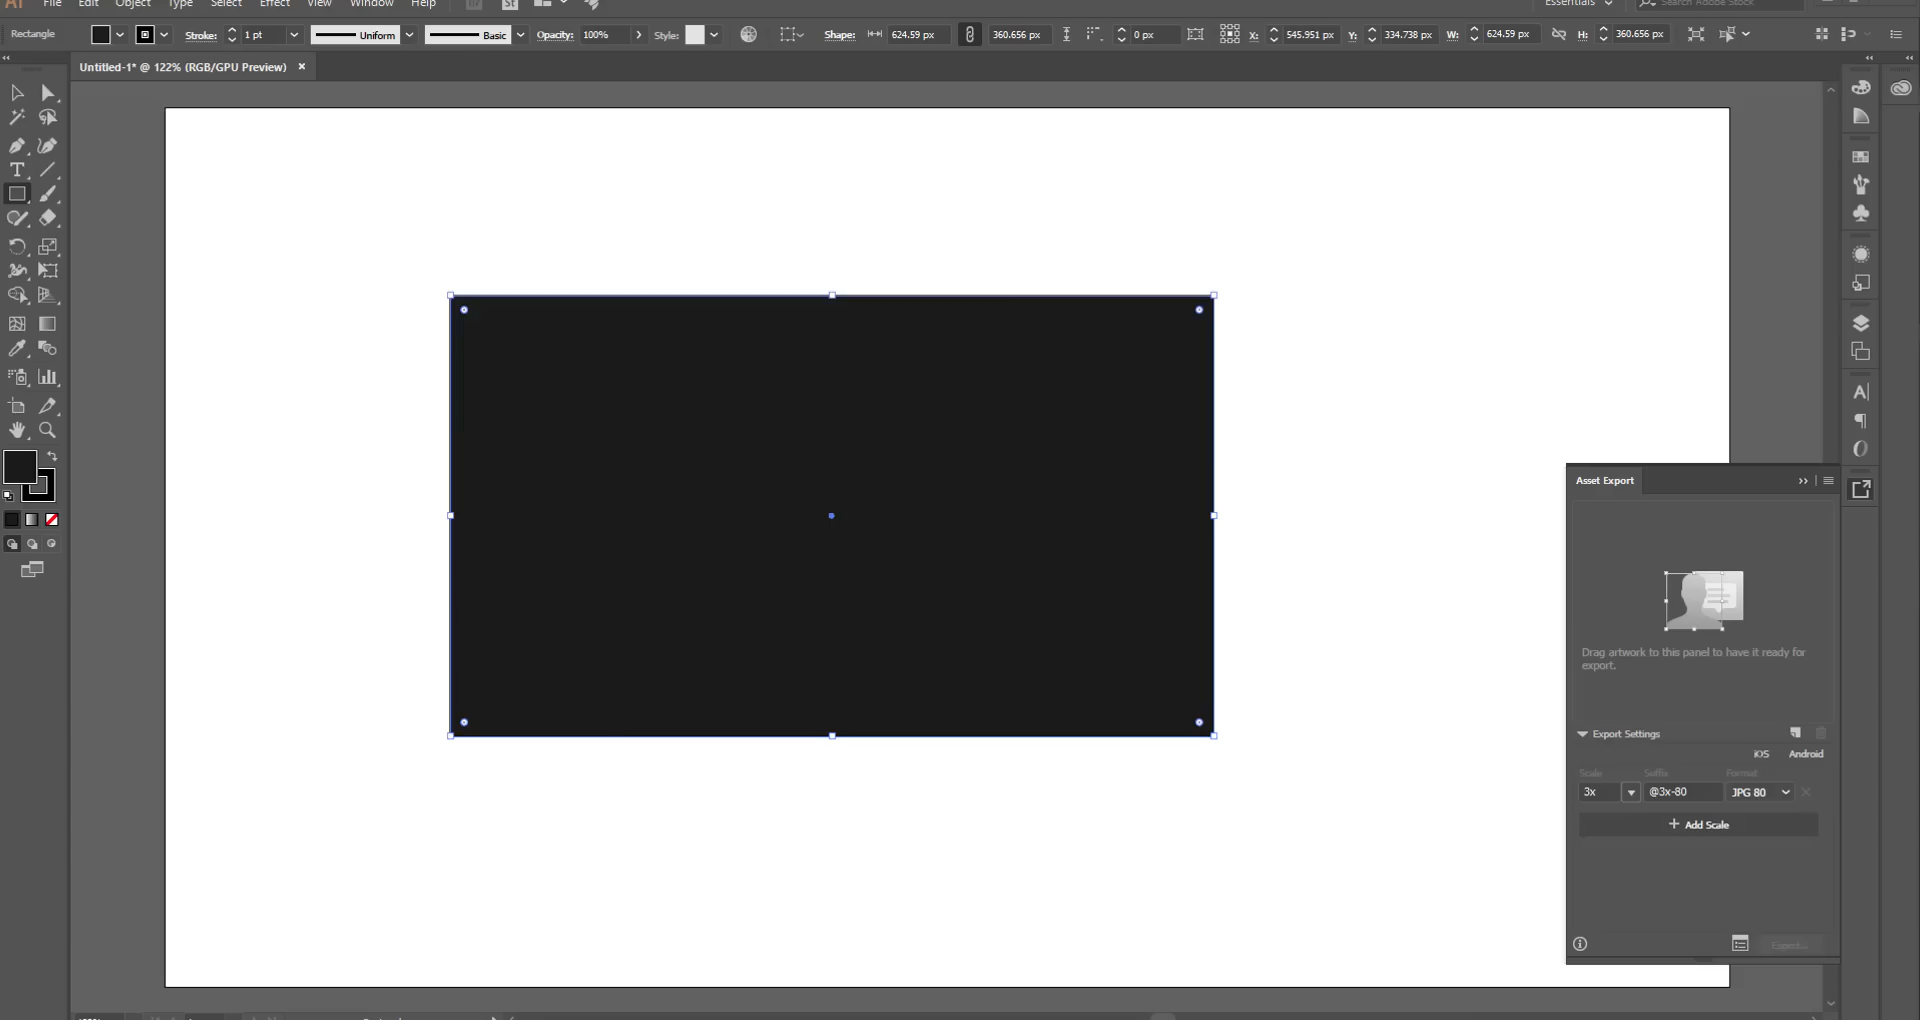 Ai File Edit Object Type Select Effect View Window Help Br St Essentials Search Adobe Stock
Rectangle Stroke: 1 pt Uniform Basic Opacity: 100% Style: Shape: 624.59 px 360.656 px 0 px X: 545.951 px Y: 334.738 px W: 624.59 px H: 360.656 px
Untitled-1* @ 122% (RGB/GPU Preview) ×
Asset Export
Drag artwork to this panel to have it ready for
export.
Export Settings
iOS Android
Scale Suffix Format
3x @3x-80 JPG 80
+ Add Scale
Export...